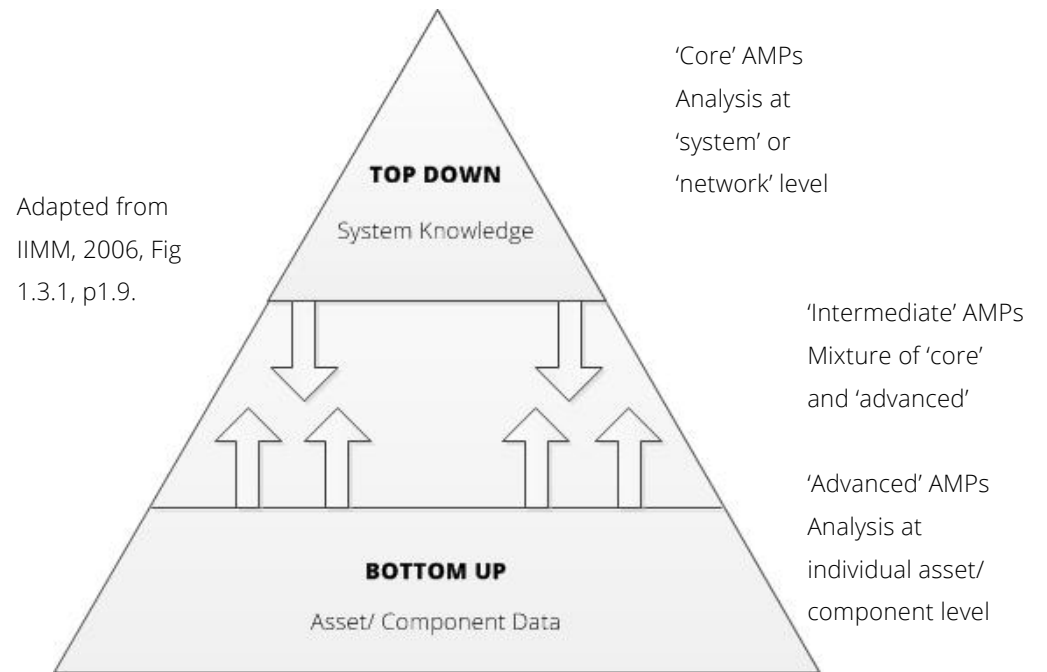 ‘Core’ AMPs
Analysis at
‘system’ or
‘network’ level
TOP DOWN
System Knowledge
Adapted from
IIMM, 2006, Fig
1.3.1, p1.9.
‘Intermediate’ AMPs
Mixture of ‘core’
and ‘advanced’
‘Advanced’ AMPs
Analysis at
individual asset/
component level
BOTTOM UP
Asset/ Component Data